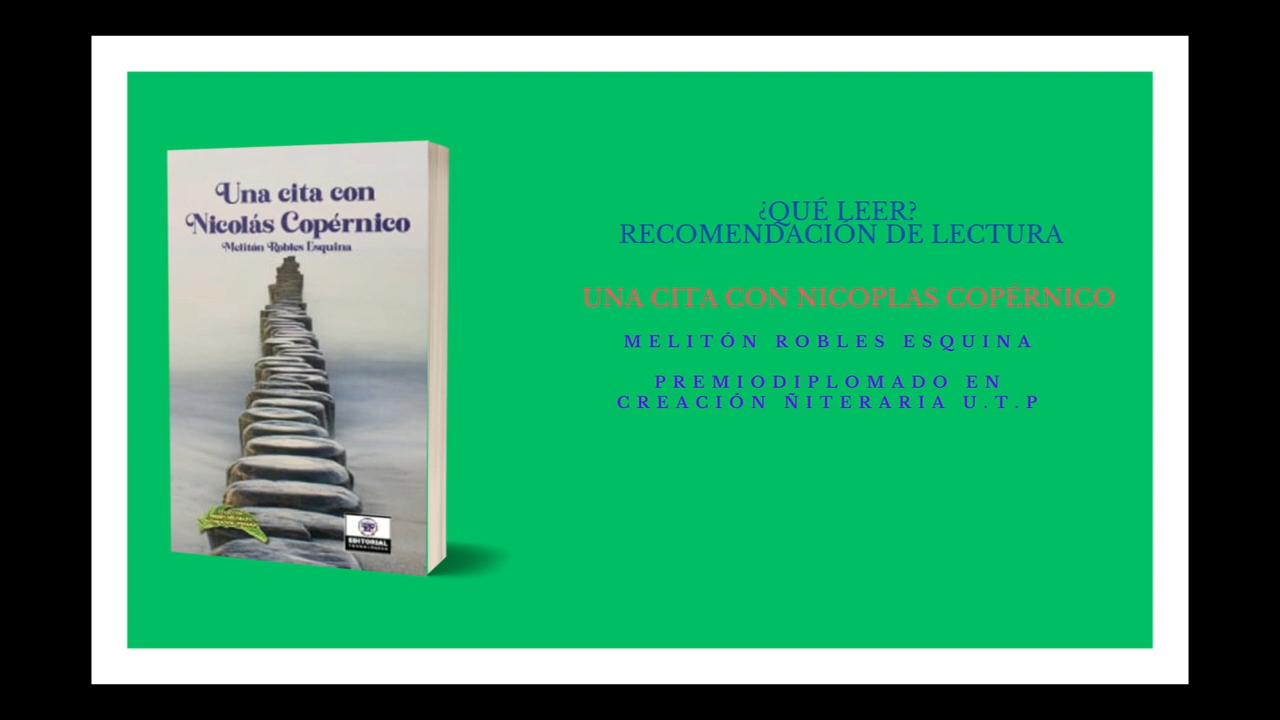 Una cita con
Nicolás Copérnico
Melitón Robles Esquina
EDITORIAL
¿QUÉ LEER?
RECOMENDACIÓN DE LECTURA
UNA CITA CON NICOPLAS COPÉRNICO
MELITÓN ROBLES ESQUINA
PREMIODIPLOMADO EN
CREACIÓN ÑITERARIA U.T.P